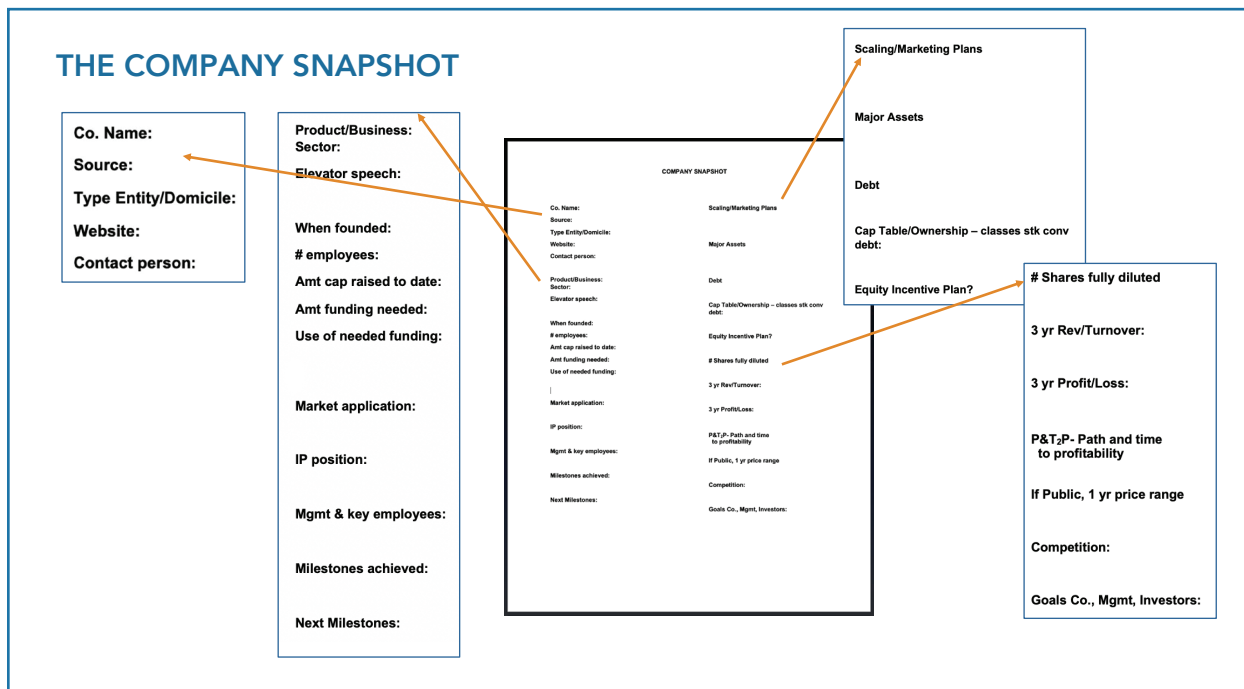 THE COMPANY SNAPSHOT
Co. Name:
Source:
Type Entity/Domicile:
Website:
Contact person:
Product/Business:
Sector:
Elevator speech:
When founded:
# employees:
Amt cap raised to date:
Amt funding needed:
Use of needed funding:
Market application:
IP position:
Mgmt & key employees:
Milestones achieved:
Next Milestones:
COMPANY SNAPSHOT
Co. Name:
Source:
Type Entity/Domicile:
Website:
Contact person:
Product/Business:
Sector:
Elevator speech:
When founded:
# employees:
Amt cap raised to date:
Amt funding needed:
Use of needed funding:
Market application:
IP position:
Mgmt & key employees:
Milestones achieved:
Next Milestones:
Scaling/Marketing Plans
Major Assets
Debt
Cap Table/Ownership – classes stk conv
debt:
Equity Incentive Plan?
# Shares fully diluted
3 yr Rev/Turnover:
3 yr Profit/Loss:
P&T₂P- Path and time
to profitability
If Public, 1 yr price range
Competition:
Goals Co., Mgmt, Investors:
Scaling/Marketing Plans
Major Assets
Debt
Cap Table/Ownership – classes stk conv
debt:
Equity Incentive Plan?
# Shares fully diluted
3 yr Rev/Turnover:
3 yr Profit/Loss:
P&T₂P- Path and time
to profitability
If Public, 1 yr price range
Competition:
Goals Co., Mgmt, Investors: